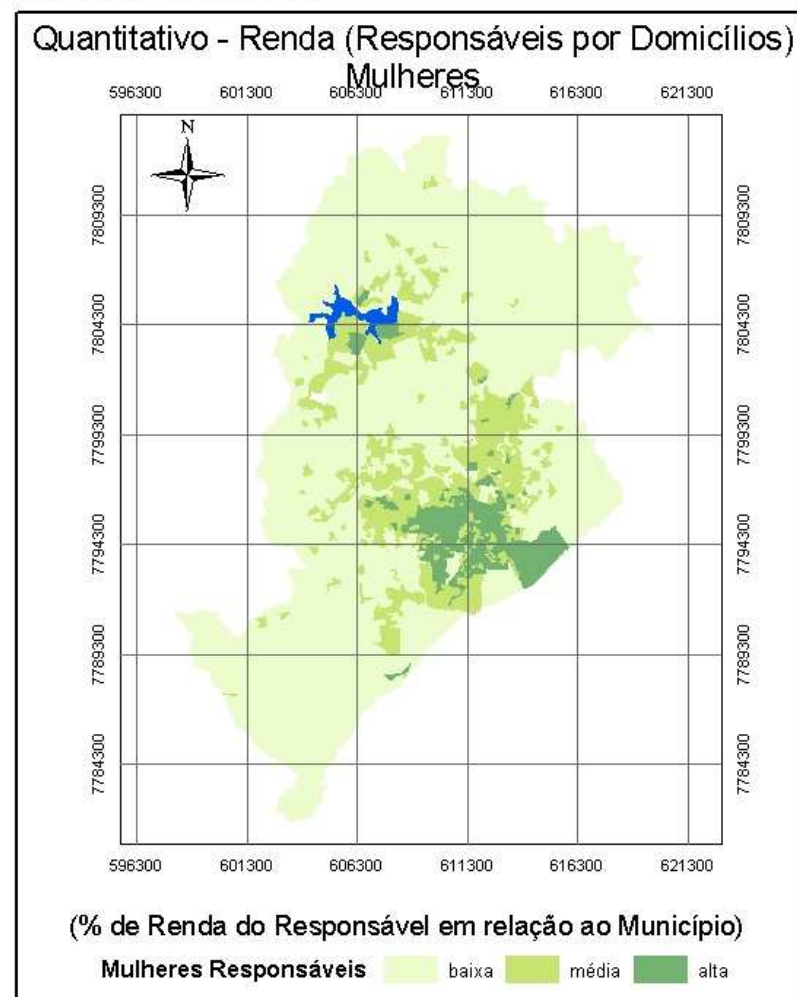 Quantitativo - Renda (Responsáveis por Domicílios)
Mulheres
596300 601300 606300 611300 616300 621300
N
7809300 7809300
7804300 7804300
7799300 7799300
7794300 7794300
7789300 7789300
7784300 7784300
596300 601300 606300 611300 616300 621300
(% de Renda do Responsável em relação ao Município)
Mulheres Responsáveis baixa média alta